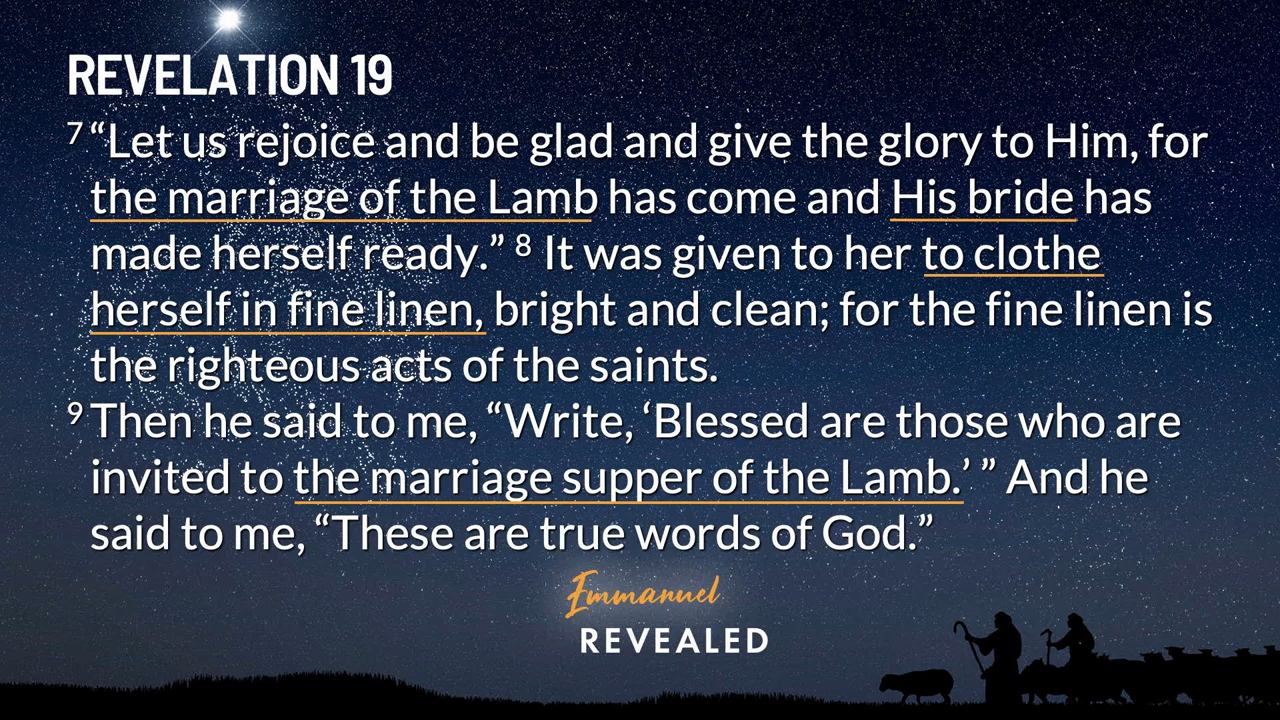 REVELATION 19
7 “Let us rejoice and be glad and give the glory to Him, for
the marriage of the Lamb has come and His bride has
made herself ready.” 8 It was given to her to clothe
herself in fine linen, bright and clean; for the fine linen is
the righteous acts of the saints.
9 Then he said to me, “Write, ‘Blessed are those who are
invited to the marriage supper of the Lamb.’ ” And he
said to me, “These are true words of God.”
Emmanuel
REVEALED